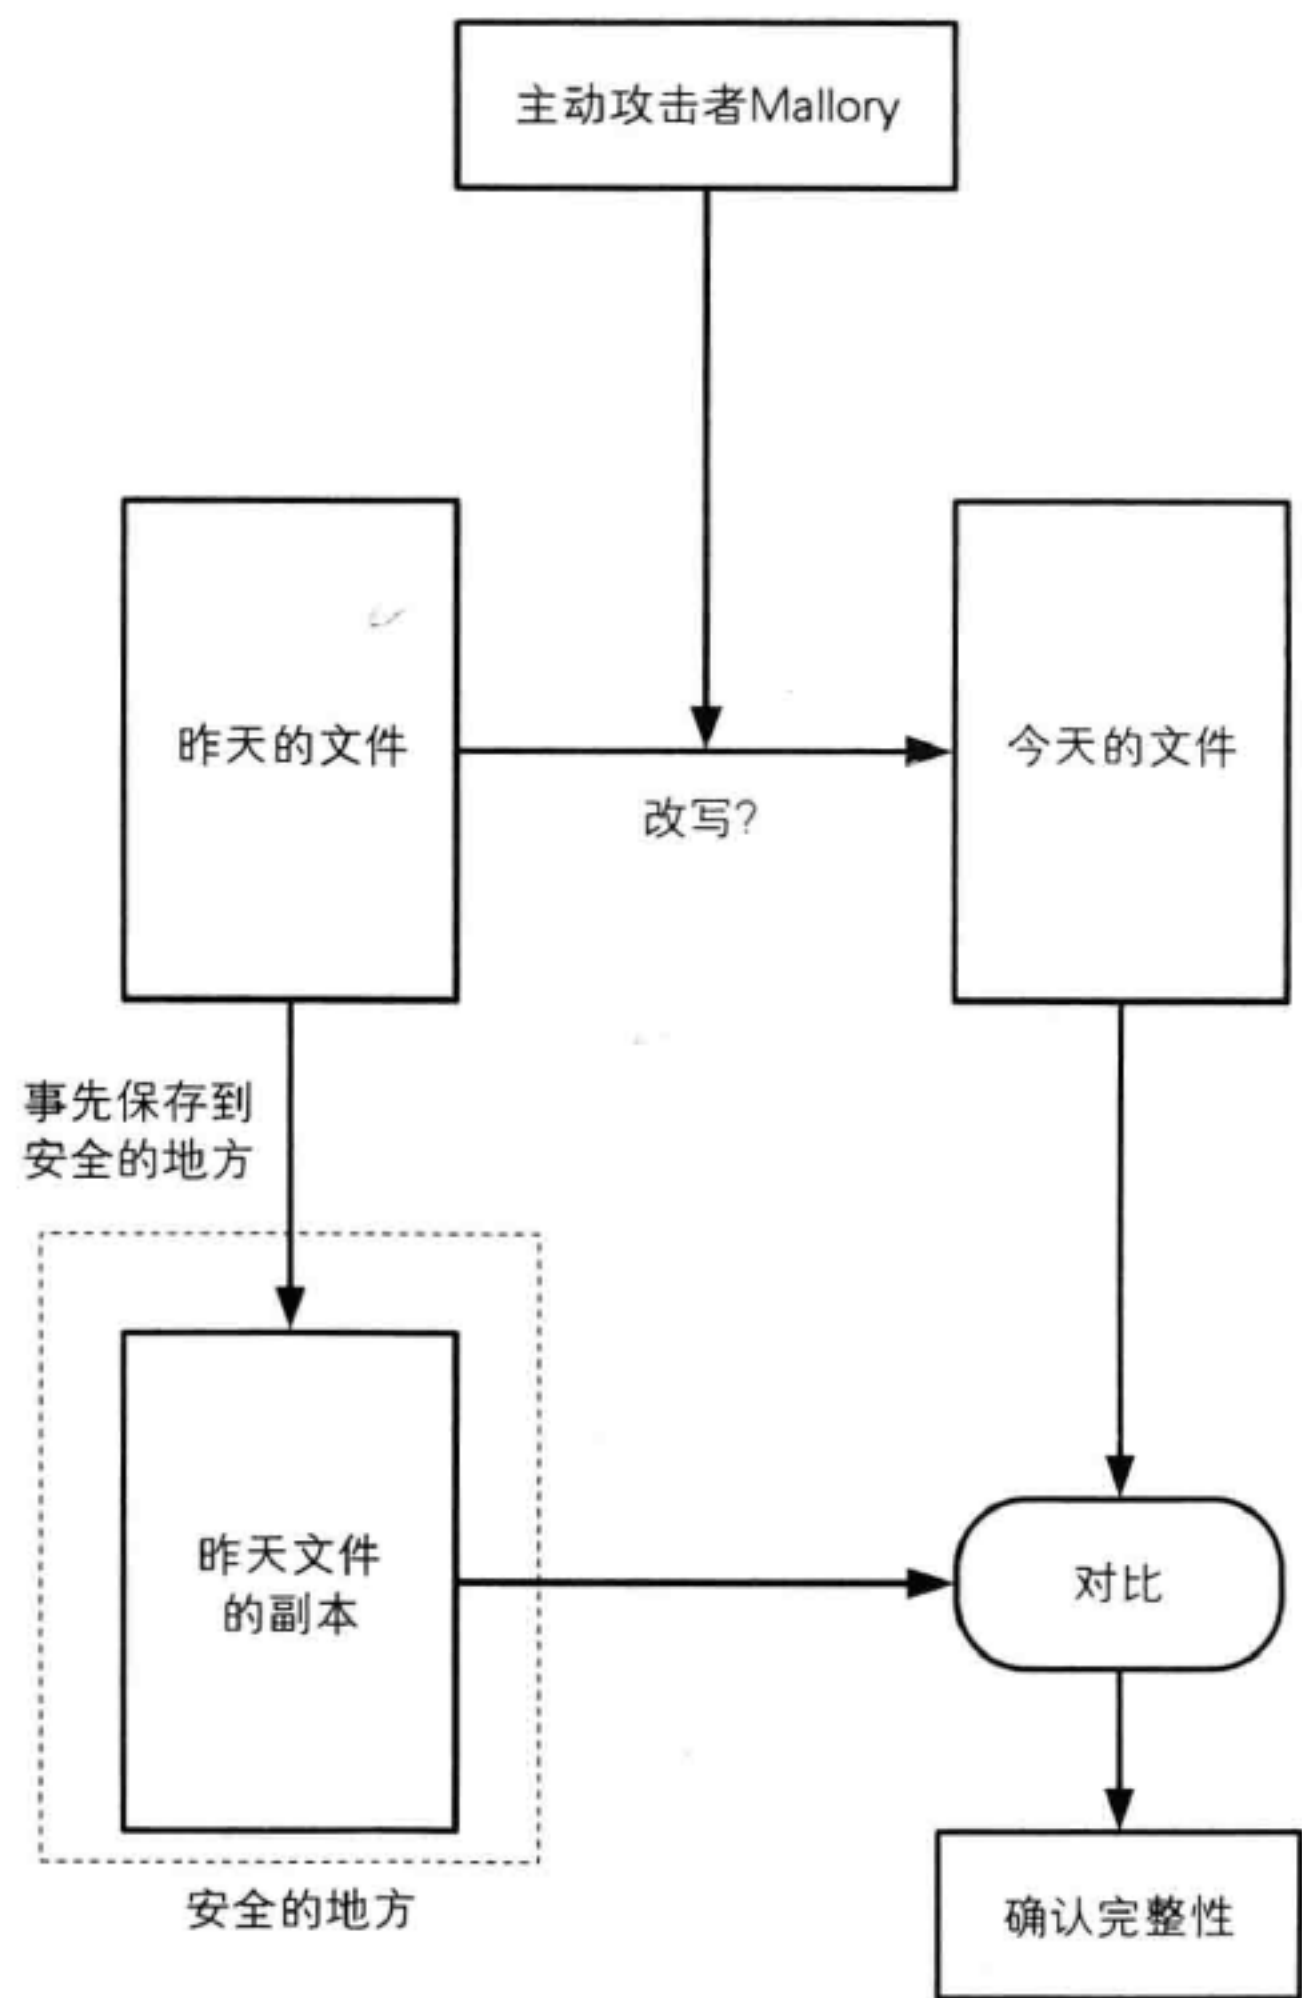 主动攻击者Mallory
昨天的文件
今天的文件
改写?
事先保存到
安全的地方
昨天文件
的副本
对比
安全的地方
确认完整性